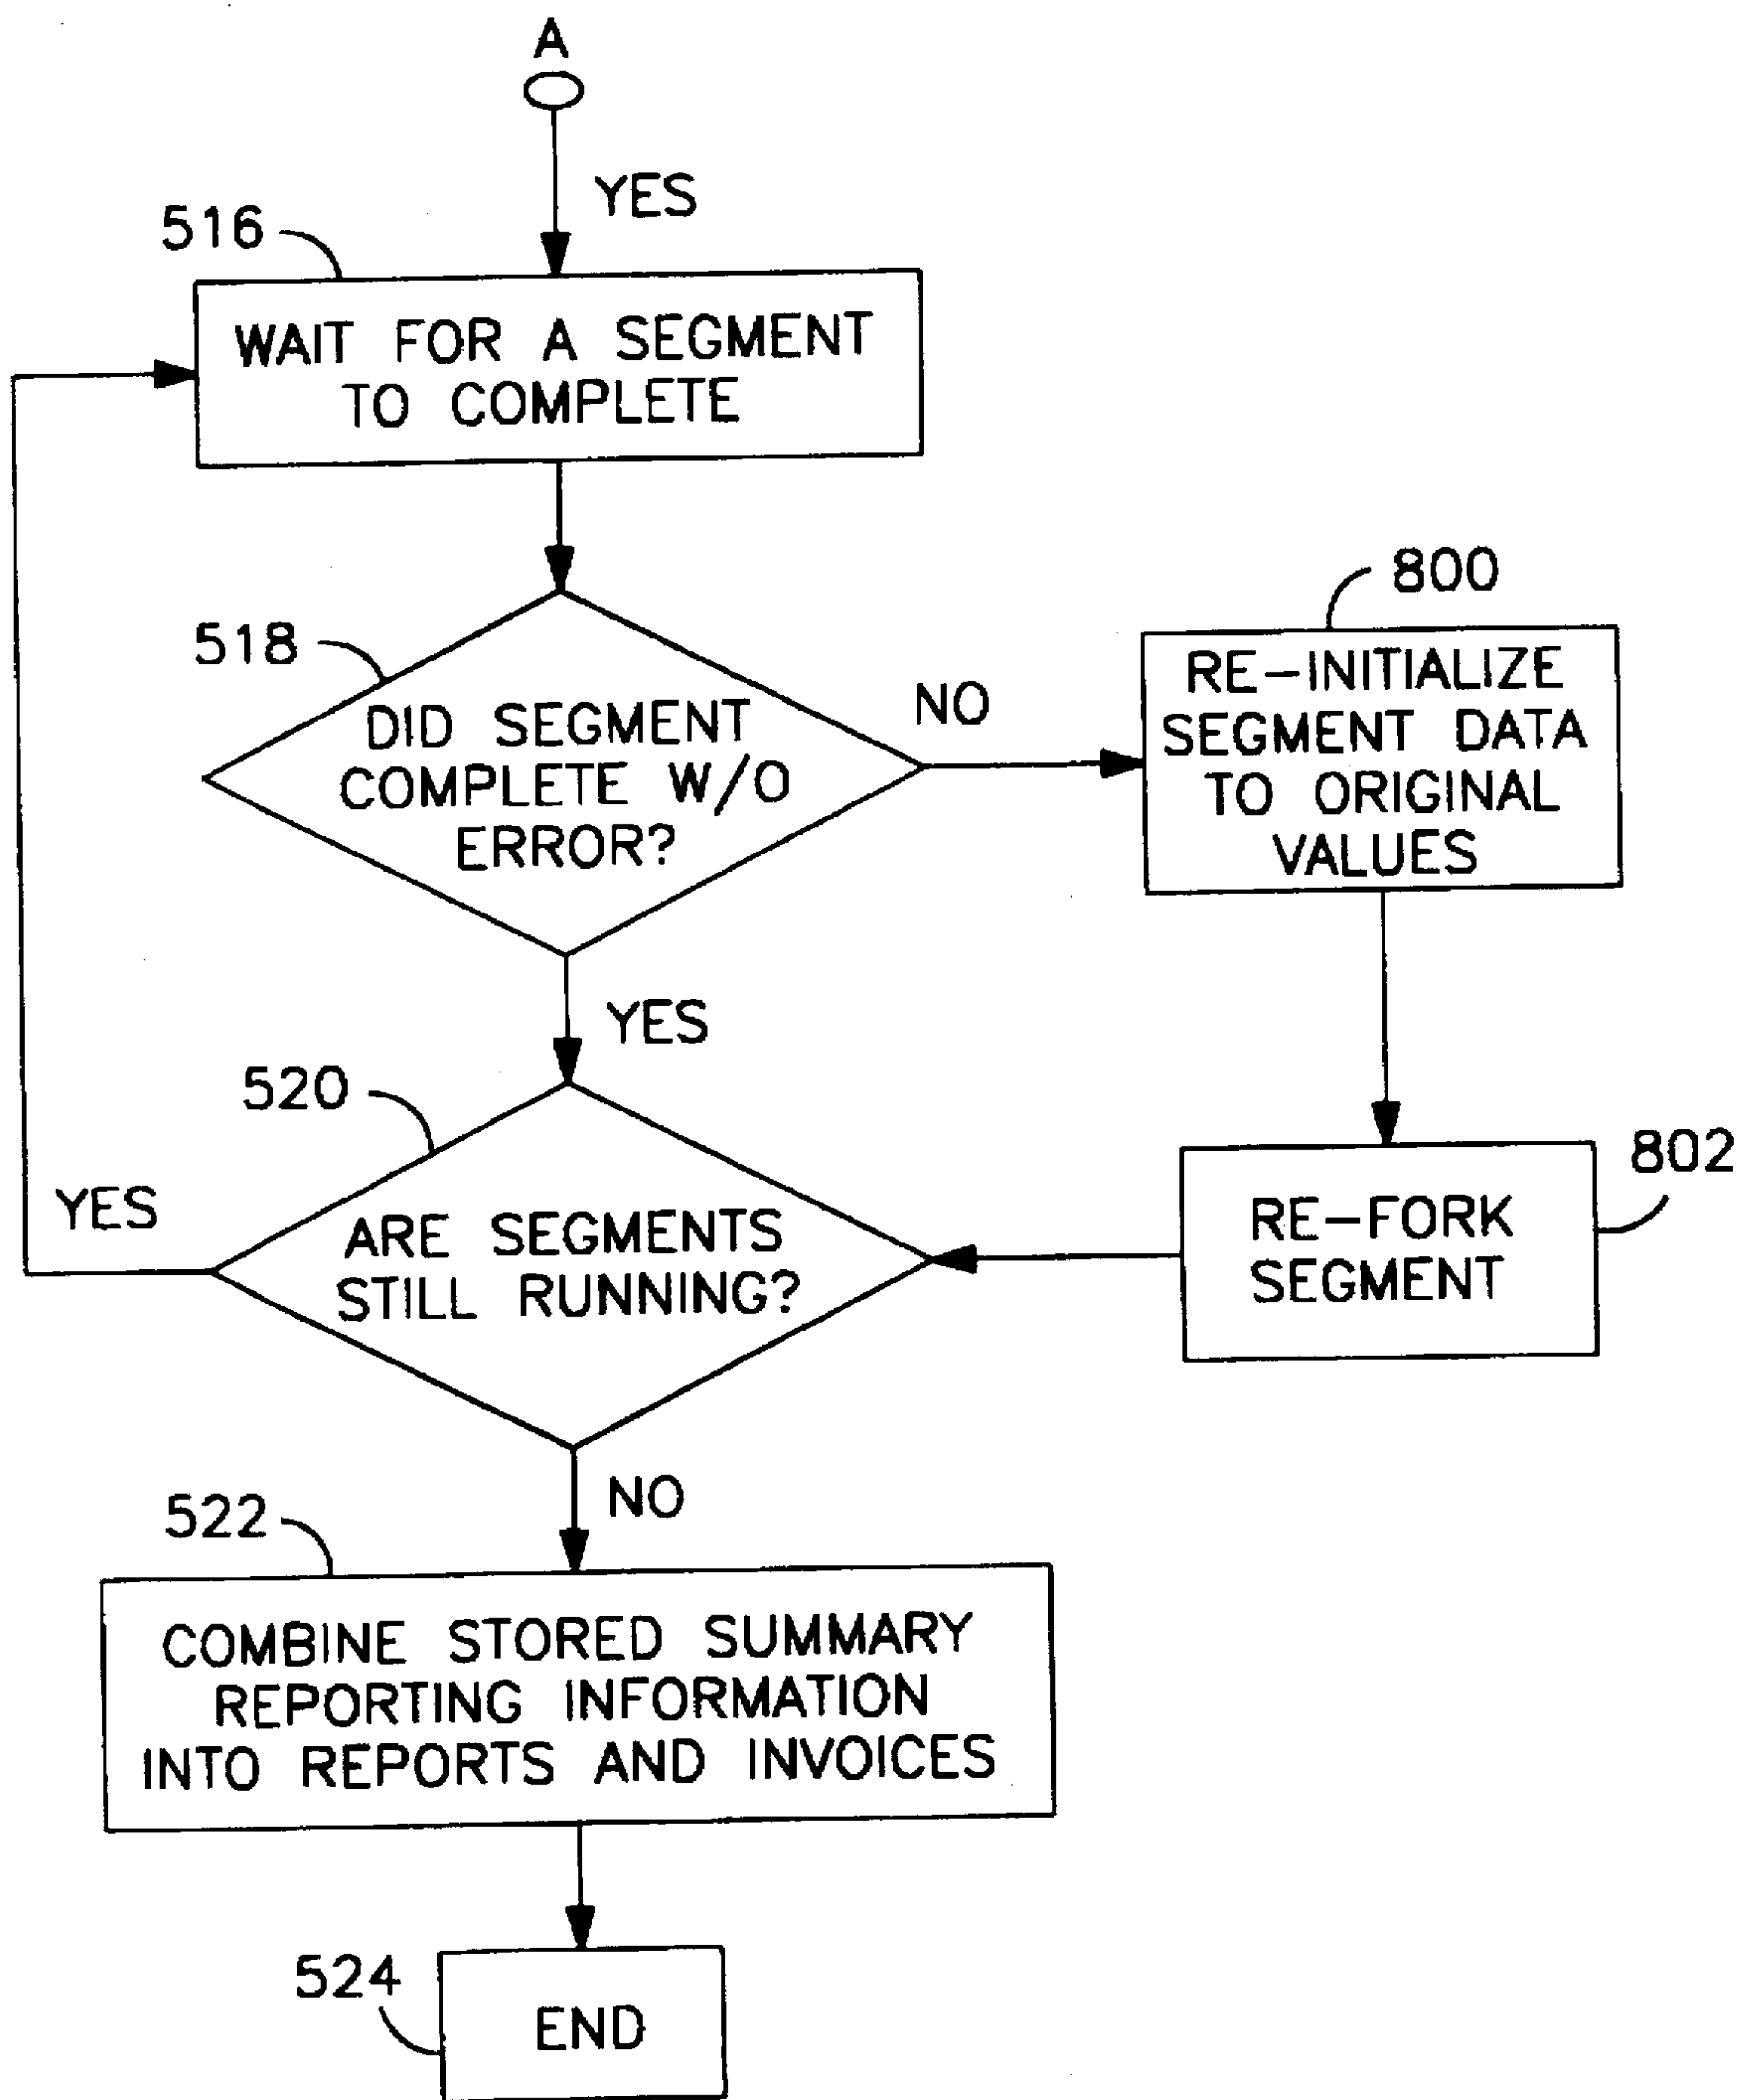 A
YES
516
WAIT FOR A SEGMENT
TO COMPLETE
518
DID SEGMENT
COMPLETE W/O
ERROR?
NO
800
RE-INITIALIZE
SEGMENT DATA
TO ORIGINAL
VALUES
YES
520
YES
ARE SEGMENTS
STILL RUNNING?
802
RE-FORK
SEGMENT
NO
522
COMBINE STORED SUMMARY
REPORTING INFORMATION
INTO REPORTS AND INVOICES
524
END